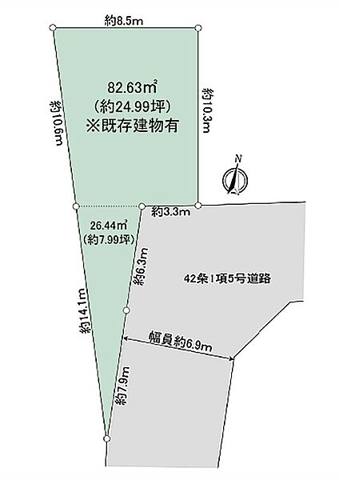 約8.5m
82.63㎡
(約24.99坪)
※既存建物有
約10.6m
約10.3m
N
約3.3m
26.44㎡
(約7.99坪)
約6.3m
42条1項5号道路
約14.1m
幅員約6.9m
約7.9m